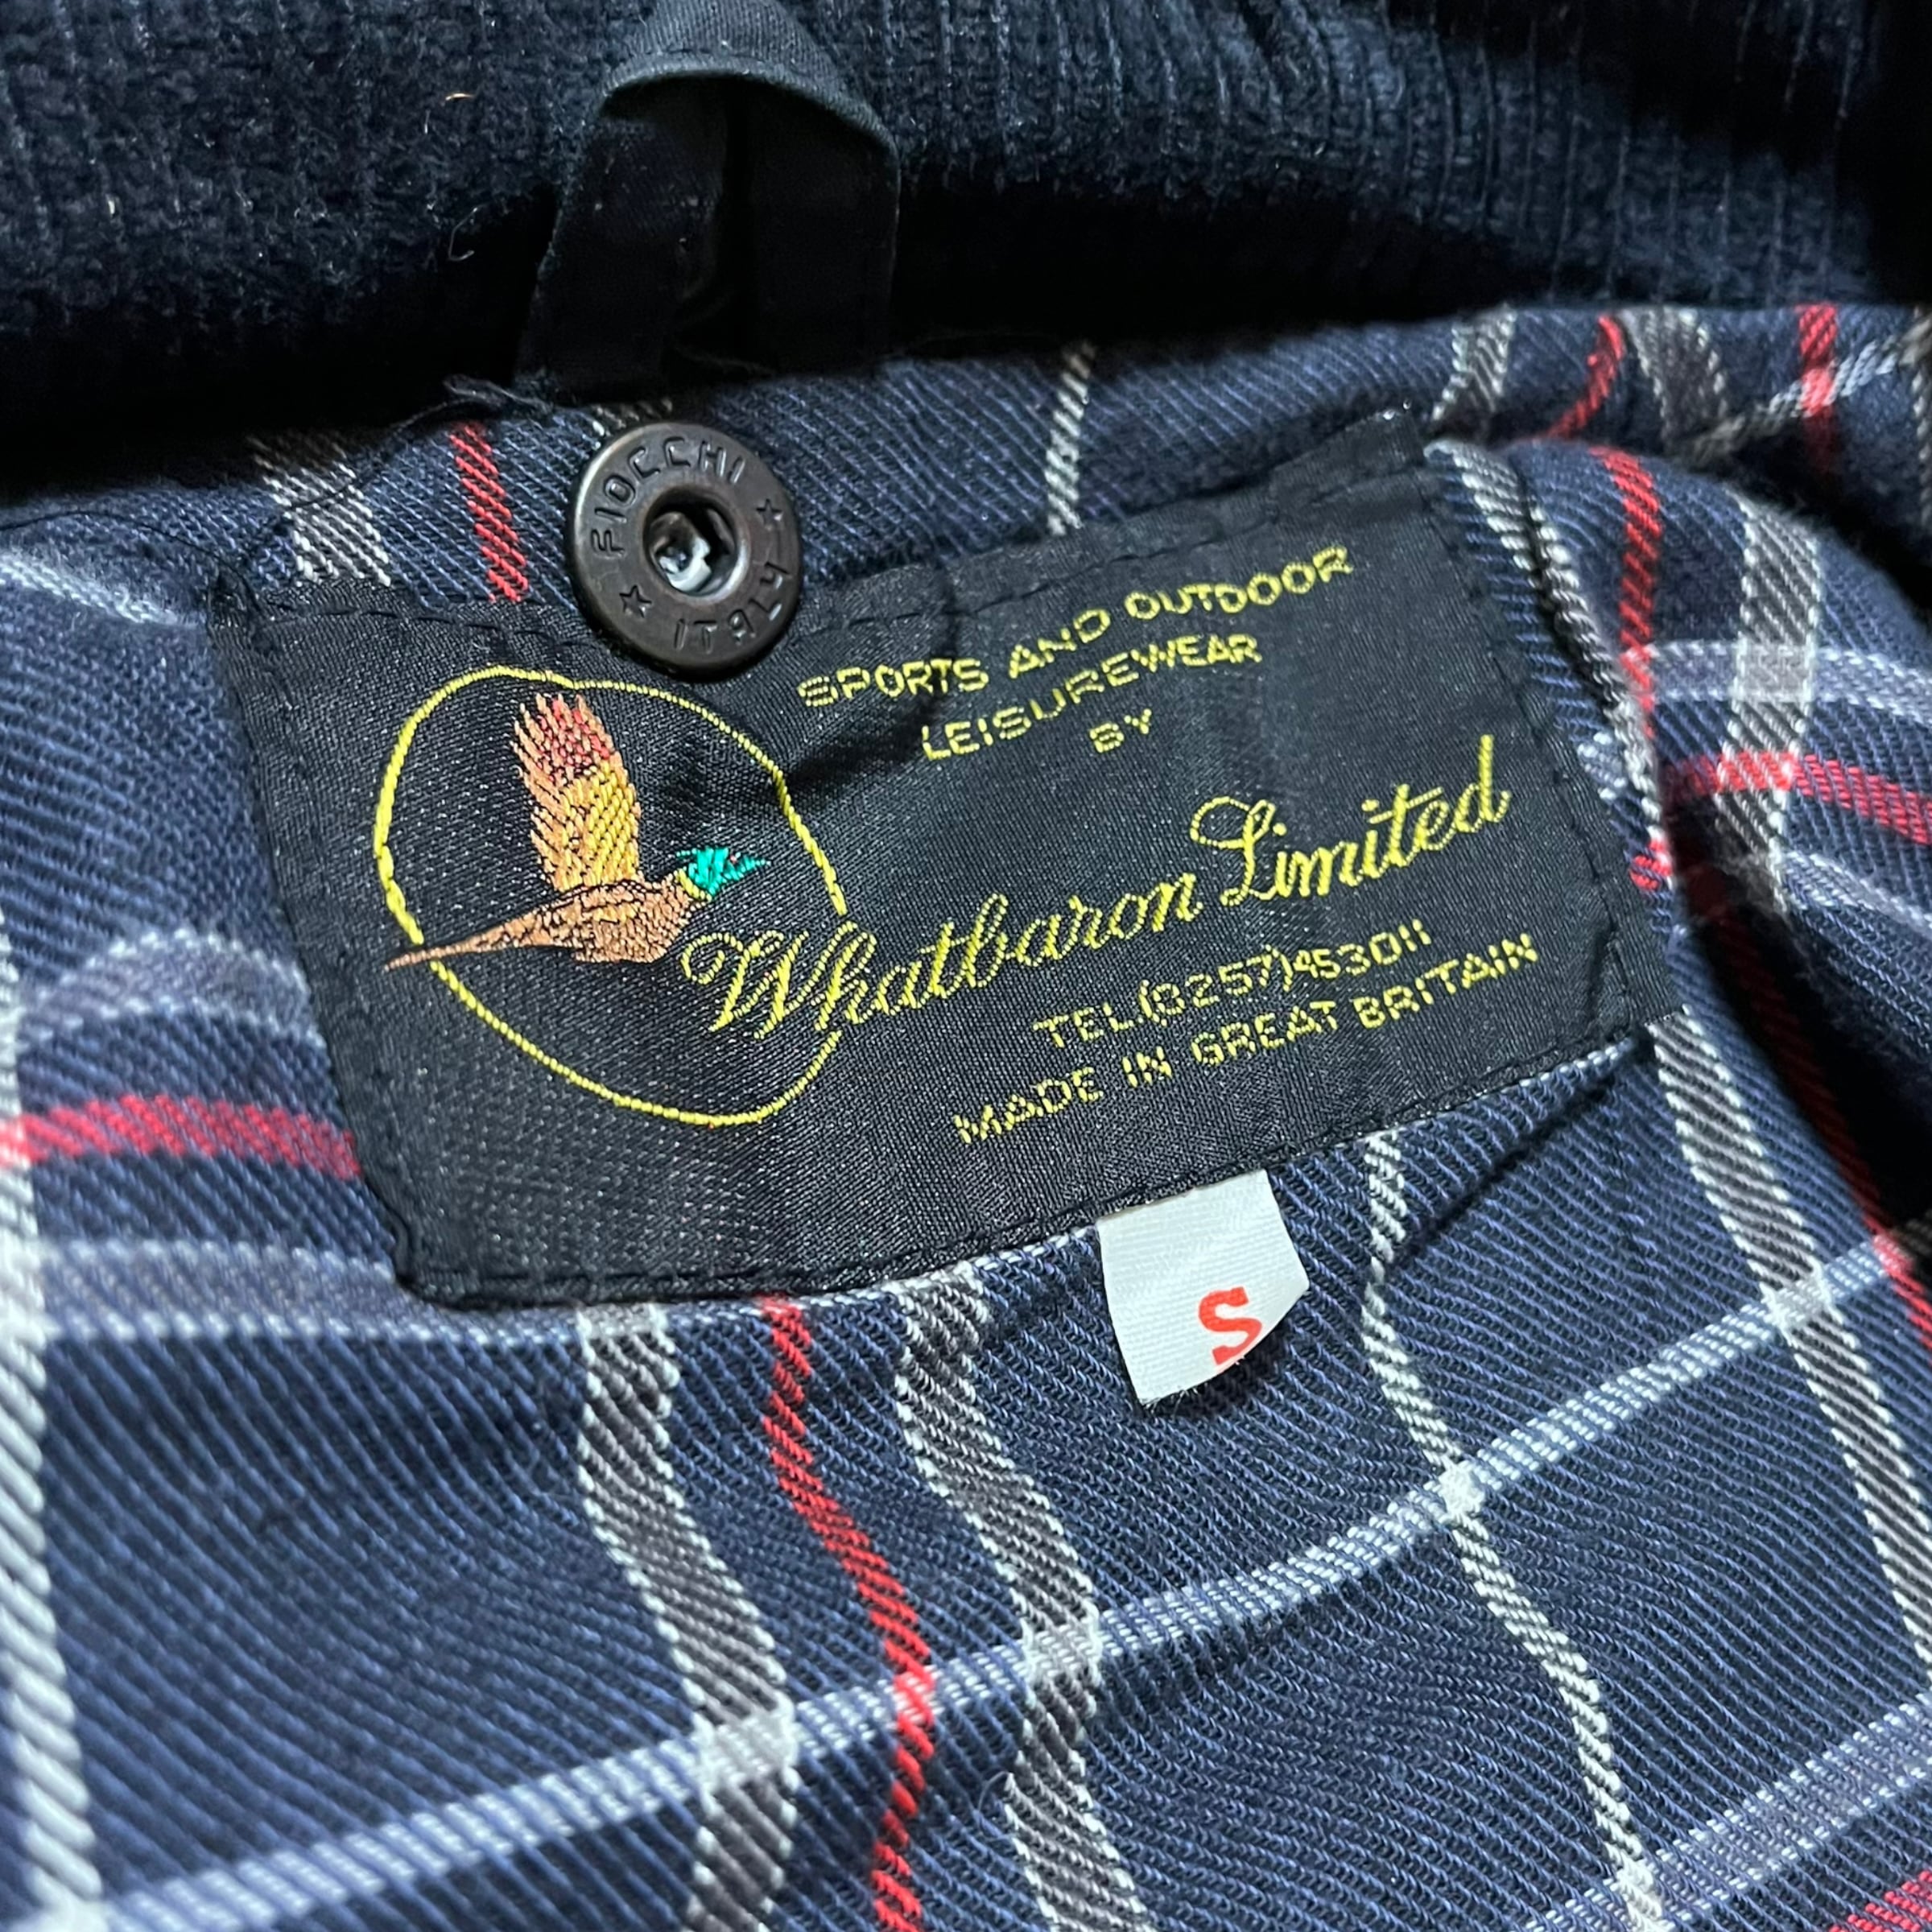 FIOCCHI
ITALY
SPORTS AND OUTDOOR
LEISUREWEAR
BY
Whatbaron Limited
TEL.(0257)453011
MADE IN GREAT BRITAIN
S